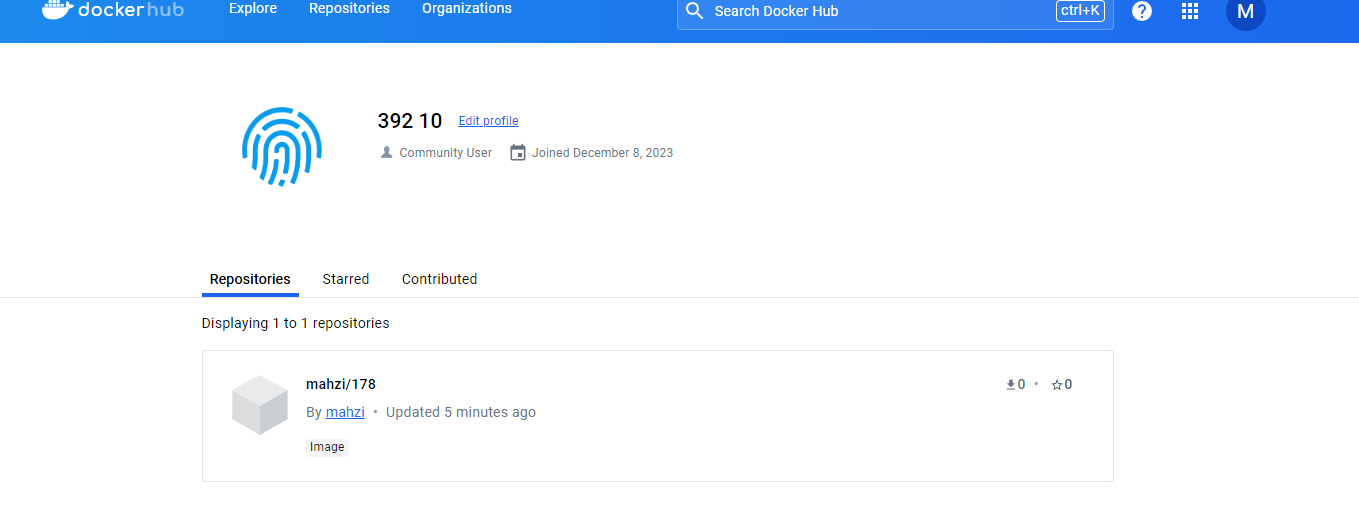 dockerhub Explore Repositories Organizations Search Docker Hub ctrl+K ? M
392 10 Edit profile
Community User Joined December 8, 2023
Repositories Starred Contributed
Displaying 1 to 1 repositories
mahzi/178 0 • 0
By mahzi • Updated 5 minutes ago
Image